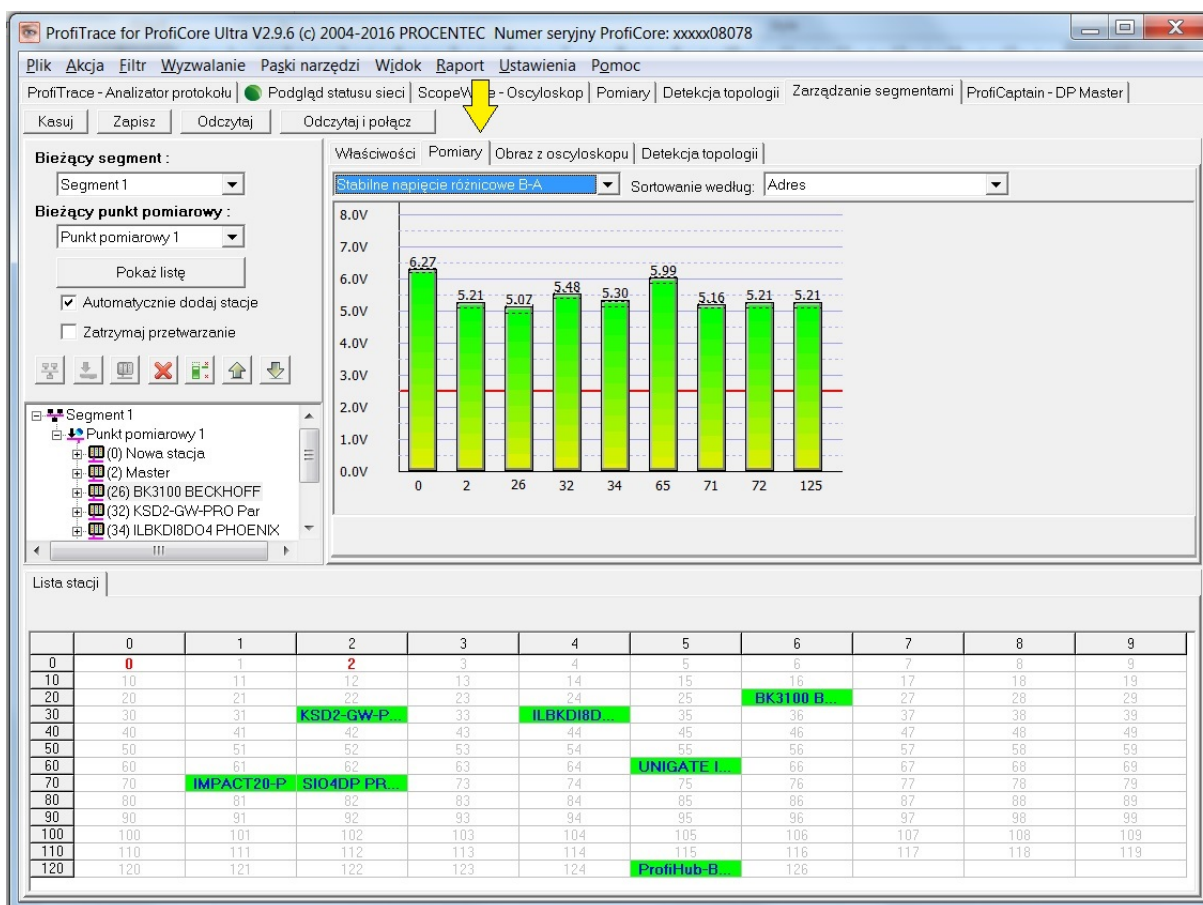 ProfiTrace for ProfiCore Ultra V2.9.6 (c) 2004-2016 PROCENTEC Numer seryjny ProfiCore: xxxxx08078
Plik Akcja Filtr Wyzwalanie Paski narzędzi Widok Raport Ustawienia Pomoc
ProfiTrace - Analizator protokołu Podgląd statusu sieci - Oscyloskop Pomiary Detekcja topologii Zarządzanie segmentami ProfiCaptain - DP Master
Kasuj Zapisz Odczytaj Odczytaj i połącz
Właściwości Pomiary Obraz z oscyloskopu Detekcja topologii
Bieżący segment :
Segment 1
Bieżący punkt pomiarowy :
Punkt pomiarowy 1
Pokaż listę
Automatycznie dodaj stacje
Zatrzymaj przetwarzanie
Segment 1
Punkt pomiarowy 1
(0) Nowa stacja
(2) Master
(26) BK3100 BECKHOFF
(32) KSD2-GW-PRO Par
(34) ILBKDI8DO4 PHOENIX
Stabilne napięcie różnicowe B-A Sortowanie według: Adres
8.0V
7.0V
6.0V
5.0V
4.0V
3.0V
2.0V
1.0V
0.0V
6.27 5.21 5.07 5.48 5.30 5.99 5.16 5.21 5.21
0 2 26 32 34 65 71 72 125
Lista stacji
0 1 2 3 4 5 6 7 8 9
0 0 1 2 3 4 5 6 7 8 9
10 10 11 12 13 14 15 16 17 18 19
20 20 21 22 23 24 25 BK3100 B... 27 28 29
30 30 31 KSD2-GW-P... 33 ILBKDI8D... 35 36 37 38 39
40 40 41 42 43 44 45 46 47 48 49
50 50 51 52 53 54 55 56 57 58 59
60 60 61 62 63 64 UNIGATE I... 66 67 68 69
70 70 IMPACT20-P SIO4DP PR... 73 74 75 76 77 78 79
80 80 81 82 83 84 85 86 87 88 89
90 90 91 92 93 94 95 96 97 98 99
100 100 101 102 103 104 105 106 107 108 109
110 110 111 112 113 114 115 116 117 118 119
120 120 121 122 123 124 ProfiHub-B... 126